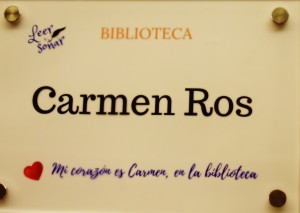 Leer
es
soñar
BIBLIOTECA
Carmen Ros
Mi corazón es Carmen, en la biblioteca